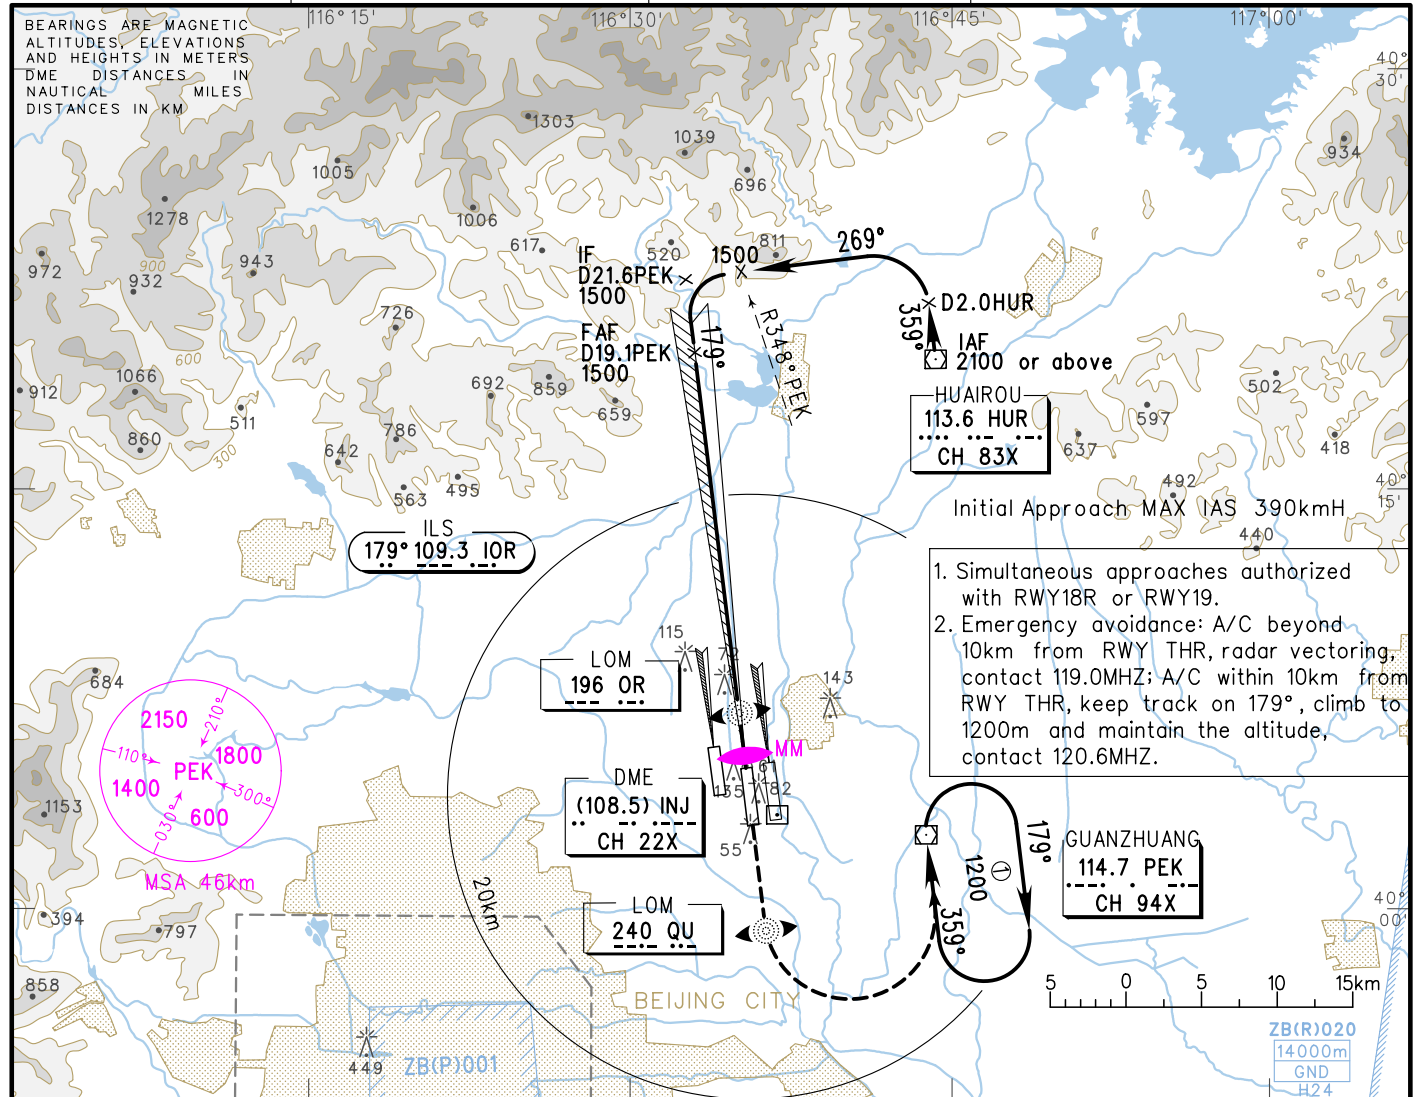 BEARINGS ARE MAGNETIC
ALTITUDES, ELEVATIONS
AND HEIGHTS IN METERS
DME DISTANCES IN
NAUTICAL MILES
DISTANCES IN KM
116°15'
116°30'
116°45'
117°00'
40°
30'
1303
1039
1005
696
934
1278
1006
617
520
811
972
943
932
900
IF
D21.6PEK
1500
1500
269°
D2.0HUR
359°
IAF
2100 or above
726
600
FAF
D19.1PEK
1500
179°
R348°PEK
912
1066
692
859
659
511
502
597
HUAIROU
113.6 HUR
CH 83X
860
786
642
300
563
495
637
418
492
40°
15'
Initial Approach MAX IAS 390kmH
440
ILS
179° 109.3 IOR
1. Simultaneous approaches authorized
with RWY18R or RWY19.
2. Emergency avoidance: A/C beyond
10km from RWY THR, radar vectoring,
contact 119.0MHZ; A/C within 10km from
RWY THR, keep track on 179°, climb to
1200m and maintain the altitude,
contact 120.6MHZ.
115
72
143
LOM
196 OR
684
2150
210°
110°
1800
PEK
1400
300°
600
030°
MSA 46km
MM
135
82
55
DME
(108.5) INJ
CH 22X
1153
179°
1200
①
359°
GUANZHUANG
114.7 PEK
CH 94X
20km
LOM
240 QU
394
797
858
40°
00'
BEIJING CITY
5 0 5 10 15km
449
ZB(P)001
ZB(R)020
14000m
GND
H24